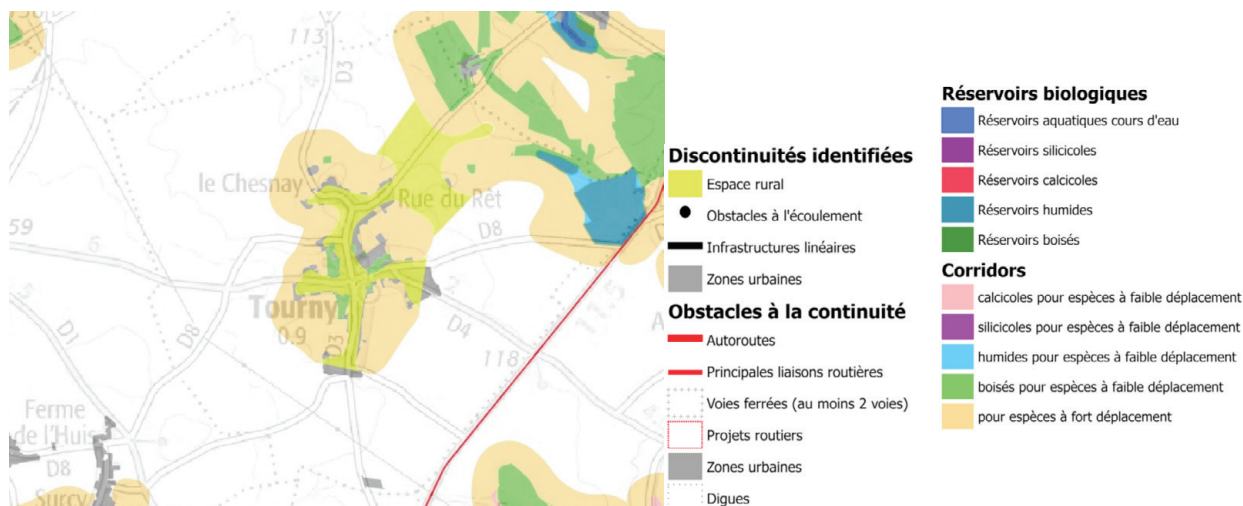 113
D3
le Chesnay
Rue du Rêt
59
6
D8
5
D1
D8
Tourny
0.9
D3
2
D4
118
115
A
Ferme
de l'Huis
D8
Surcy
Discontinuités identifiées
Espace rural
Obstacles à l'écoulement
Infrastructures linéaires
Zones urbaines
Obstacles à la continuité
Autoroutes
Principales liaisons routières
Voies ferrées (au moins 2 voies)
Projets routiers
Zones urbaines
Digues
Réservoirs biologiques
Réservoirs aquatiques cours d'eau
Réservoirs silicicoles
Réservoirs calcicoles
Réservoirs humides
Réservoirs boisés
Corridors
calcicoles pour espèces à faible déplacement
silicicoles pour espèces à faible déplacement
humides pour espèces à faible déplacement
boisés pour espèces à faible déplacement
pour espèces à fort déplacement